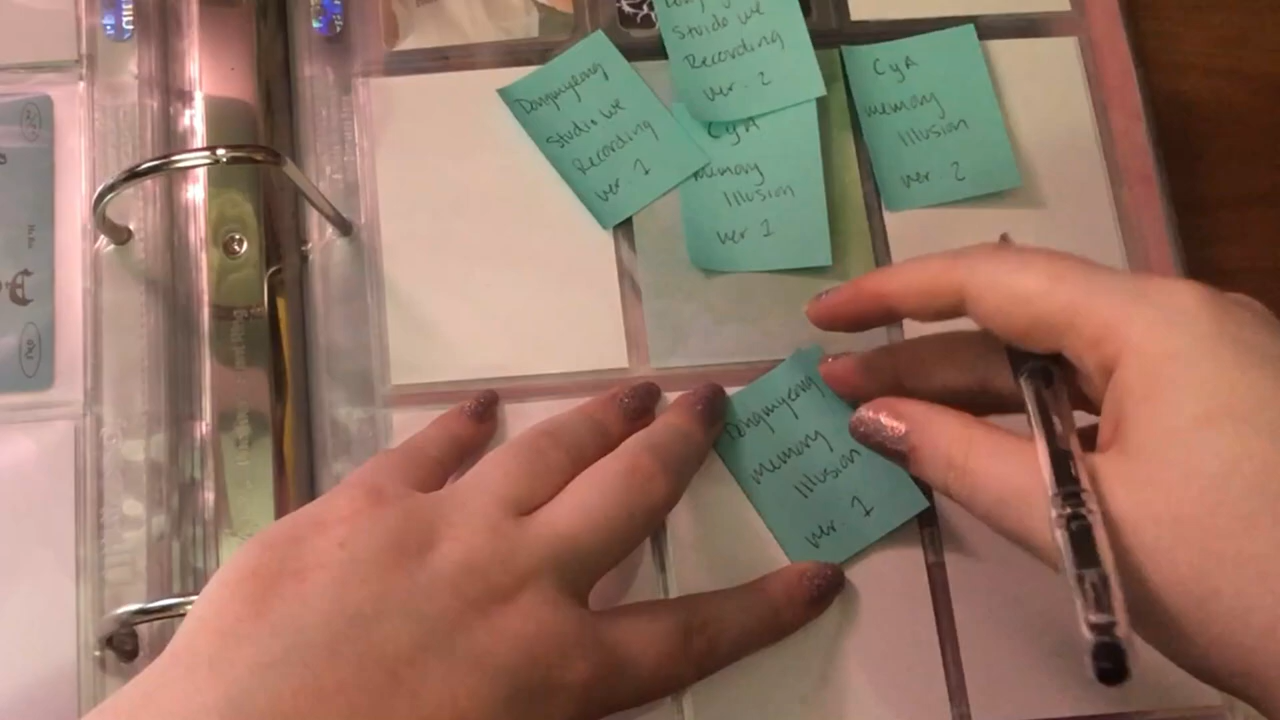 Studio we
Recording
ver. 2
Dongmyeong
Studio we
Recording
ver. 1
CyA
memory
Illusion
ver 1
CyA
memory
Illusion
ver. 2
Dongmyeong
memory
Illusion
ver. 1